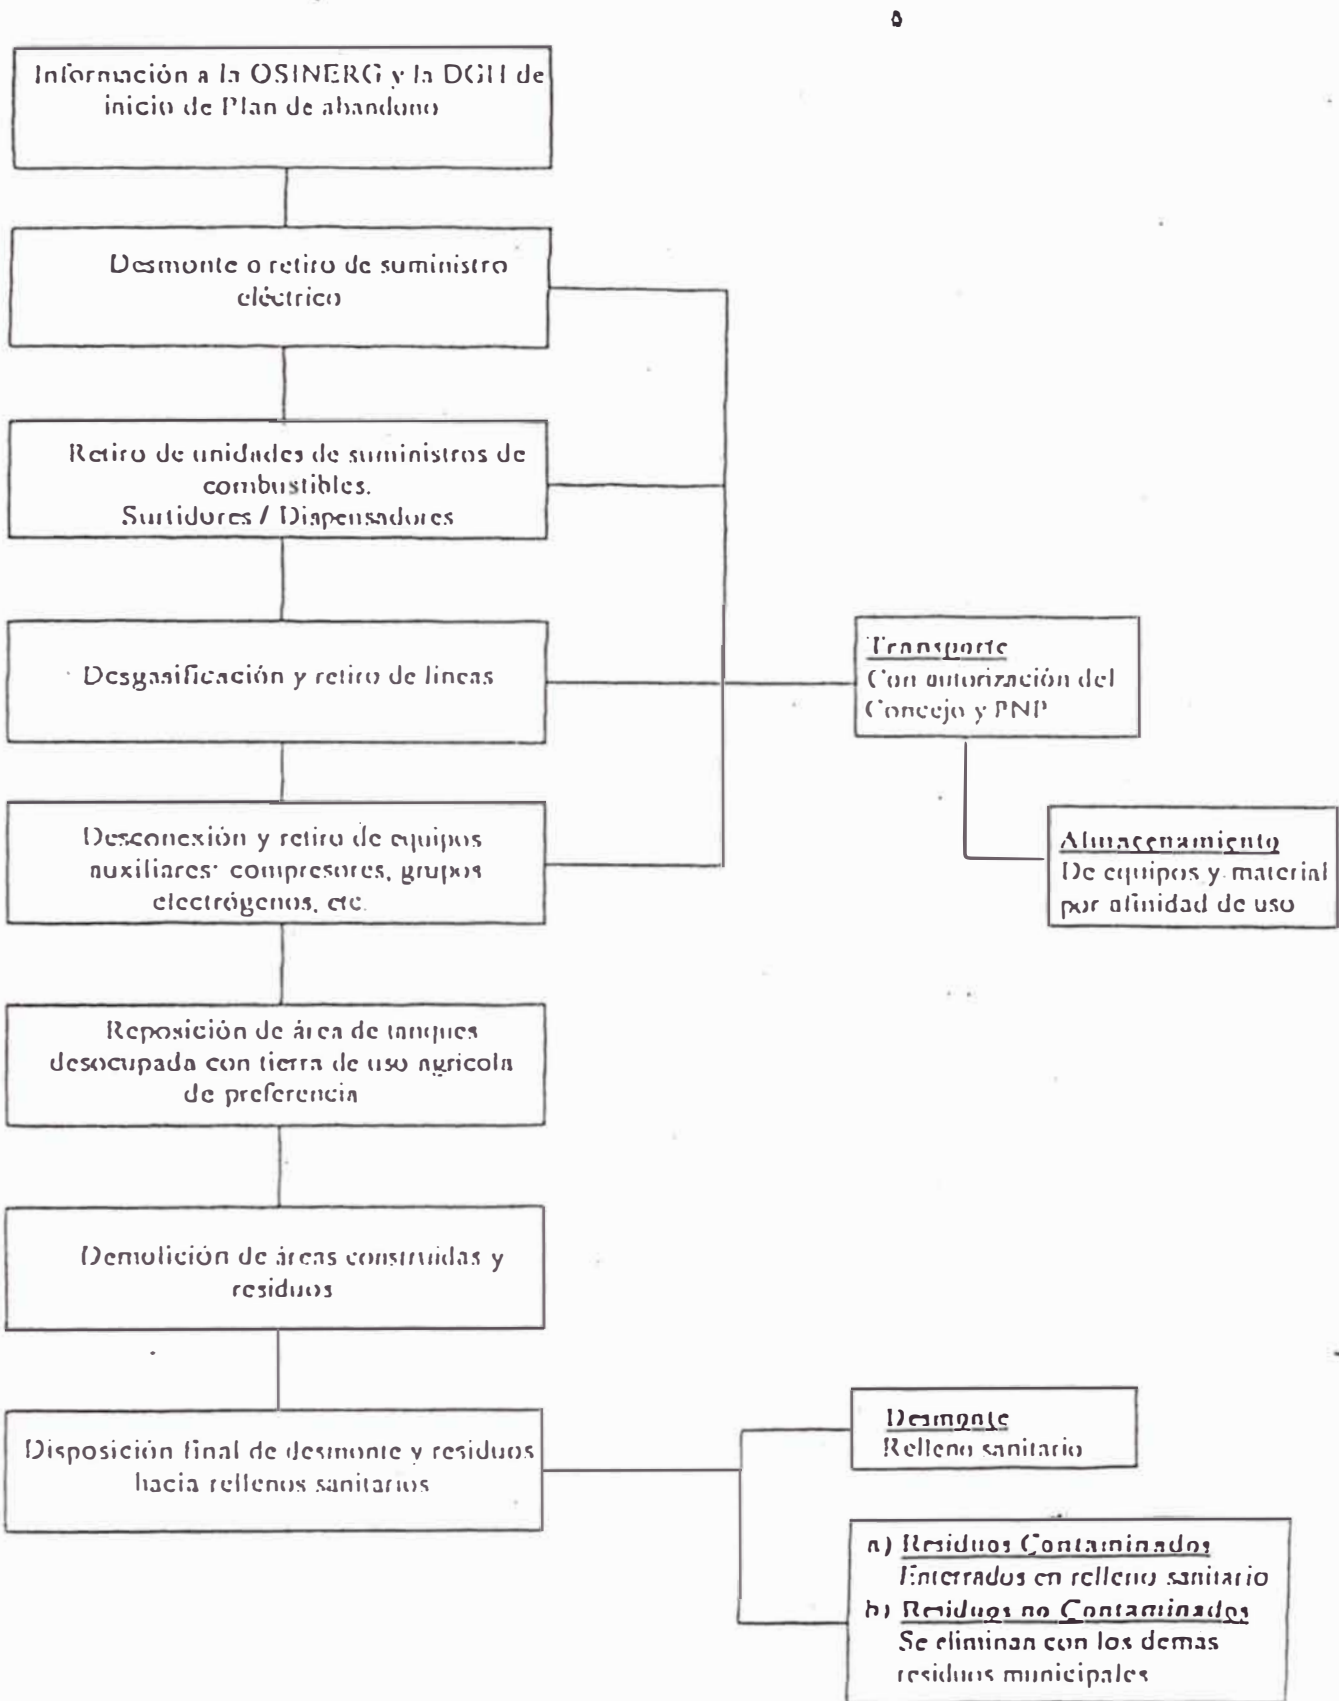 Información a la OSINERG y la DGH de
inicio de Plan de abandono
Desmonte o retiro de suministro
eléctrico
Retiro de unidades de suministros de
combustibles.
Surtidores / Dispensadores
Desgasificación y retiro de líneas
Transporte
Con autorización del
Concejo y PNP
Desconexión y retiro de equipos
auxiliares: compresores, grupos
electrógenos, etc.
Almacenamiento
De equipos y material
por afinidad de uso
Reposición de área de tanques
desocupada con tierra de uso agrícola
de preferencia
Demolición de áreas construidas y
residuos
Disposición final de desmonte y residuos
hacia rellenos sanitarios
Desmonte
Relleno sanitario
a) Residuos Contaminados
Enterrados en relleno sanitario
b) Residuos no Contaminados
Se eliminan con los demas
residuos municipales